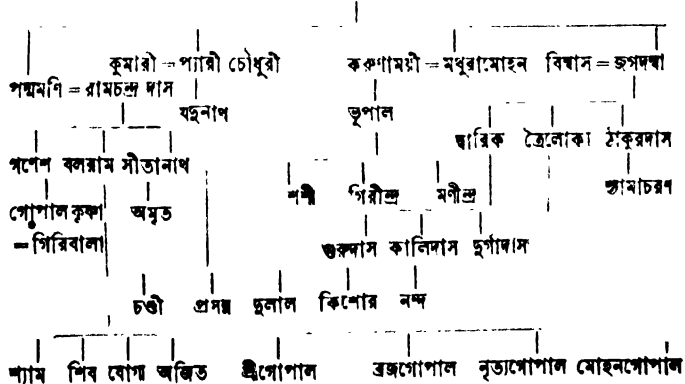 কুমারী = প্যারী চৌধুরী করুণাময়ী = মথুরামোহন বিশ্বাস = জগদম্বা
পদ্মমণি = রামচন্দ্র দাস
যদুনাথ ভূপাল
দ্বারিক ত্রৈলোক্য ঠাকুরদাস
গণেশ বলরাম সীতানাথ
শশী গিরীন্দ্র মণীন্দ্র শ্যামাচরণ
গোপাল কৃষ্ণা অমৃত
= গিরিবালা গুরুদাস কালিদাস দুর্গাদাস
চণ্ডী প্রসন্ন দুলাল কিশোর নন্দ
শ্যাম শিব যোগা অজিত শ্রীগোপাল ব্রজগোপাল নৃত্যগোপাল মোহনগোপাল